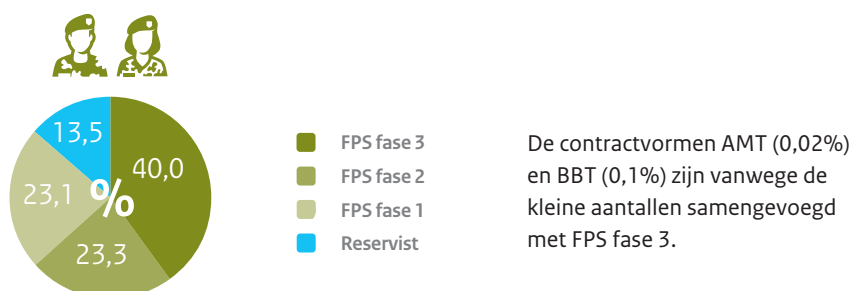 13,5
40,0
23,1
%
23,3
FPS fase 3
FPS fase 2
FPS fase 1
Reservist
De contractvormen AMT (0,02%)
en BBT (0,1%) zijn vanwege de
kleine aantallen samengevoegd
met FPS fase 3.